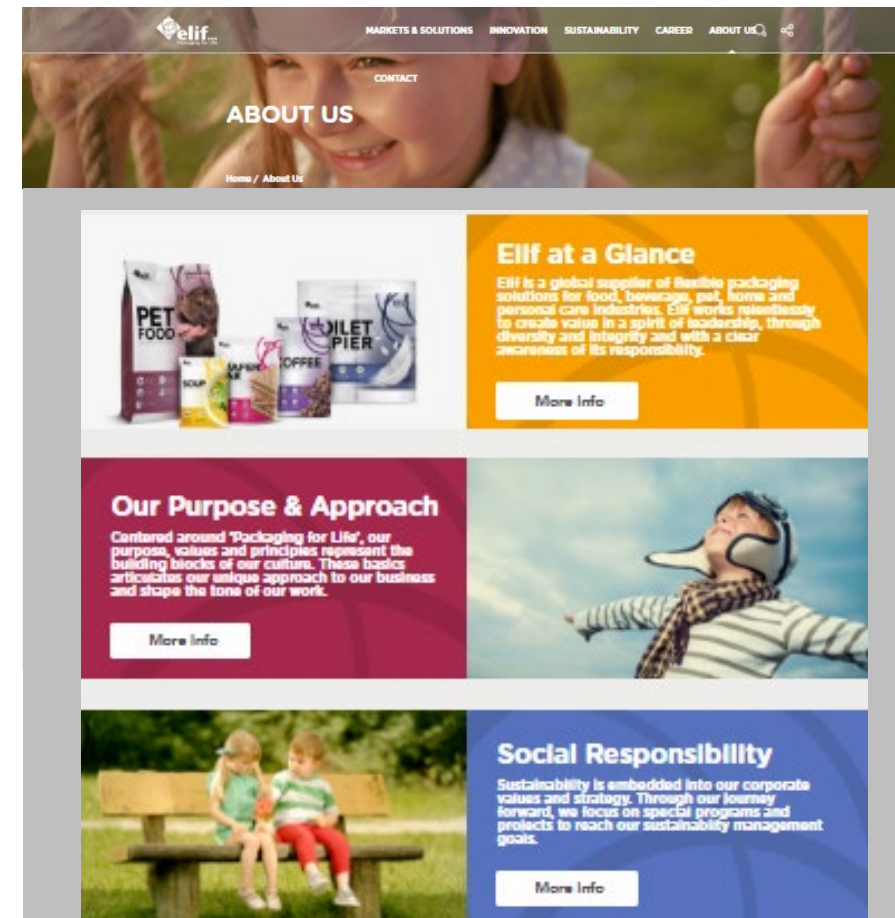 elif...
Packaging for Life
MARKETS & SOLUTIONS INNOVATION SUSTAINABILITY CAREER ABOUT US
CONTACT
ABOUT US
Home / About Us
PET
FOOD
SOUP
WAFER
COFFEE
Elif at a Glance
Elif is a global supplier of flexible packaging
solutions for food, beverage, pet, home and
personal care industries. Elif works relentlessly
to create value in a spirit of leadership, through
diversity and integrity and with a clear
awareness of its responsibility.
More Info
Our Purpose & Approach
Centered around 'Packaging for Life', our
purpose, values and principles represent the
building blocks of our culture. These basics
articulates our unique approach to our business
and shape the tone of our work.
More Info
Social Responsibility
Sustainability is embedded into our corporate
values and strategy. Through our journey
forward, we focus on special programs and
projects to reach our sustainablity management
goals.
More Info